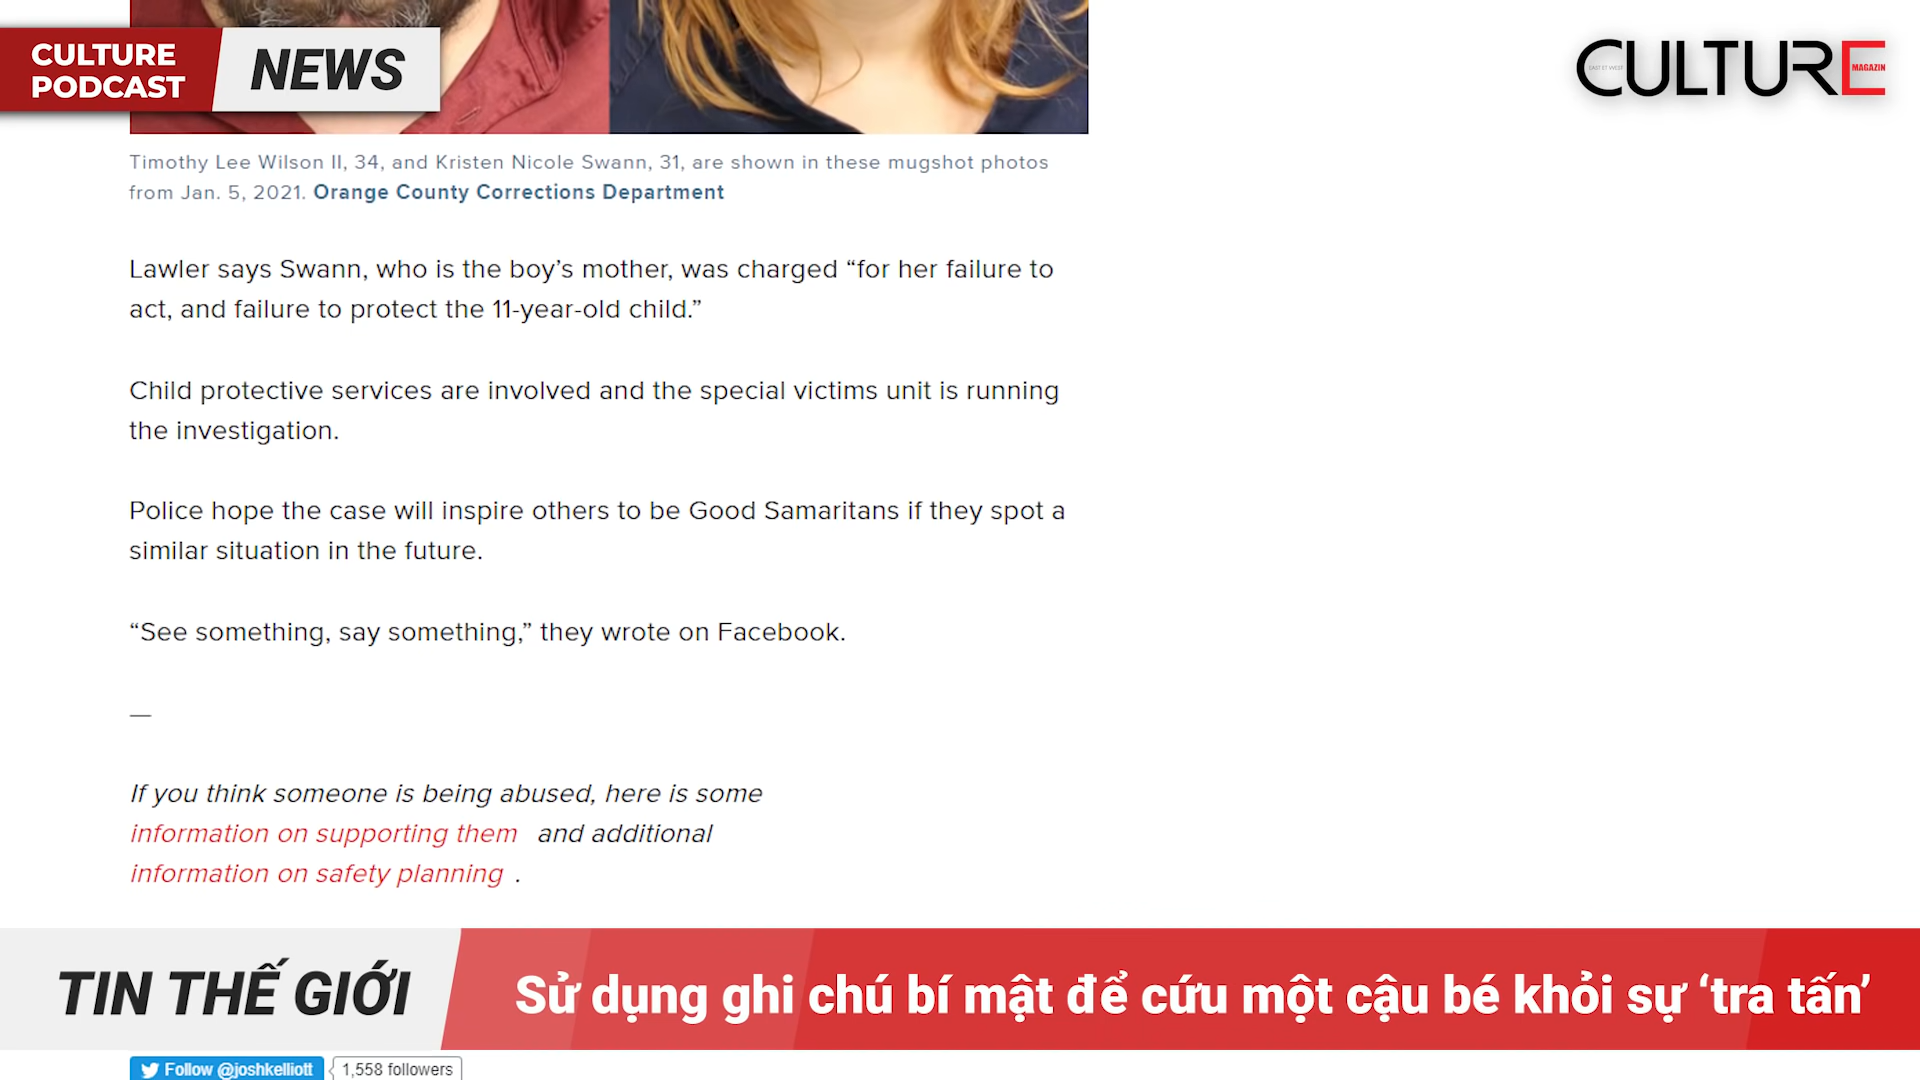 CULTURE
PODCAST
NEWS
CULTURE
EAST ET WEST
MAGAZIN
Timothy Lee Wilson II, 34, and Kristen Nicole Swann, 31, are shown in these mugshot photos
from Jan. 5, 2021. Orange County Corrections Department
Lawler says Swann, who is the boy’s mother, was charged “for her failure to
act, and failure to protect the 11-year-old child.”
Child protective services are involved and the special victims unit is running
the investigation.
Police hope the case will inspire others to be Good Samaritans if they spot a
similar situation in the future.
“See something, say something,” they wrote on Facebook.
—
If you think someone is being abused, here is some
information on supporting them and additional
information on safety planning .
TIN THẾ GIỚI
Sử dụng ghi chú bí mật để cứu một cậu bé khỏi sự ‘tra tấn’
Follow @joshkelliott
1,558 followers